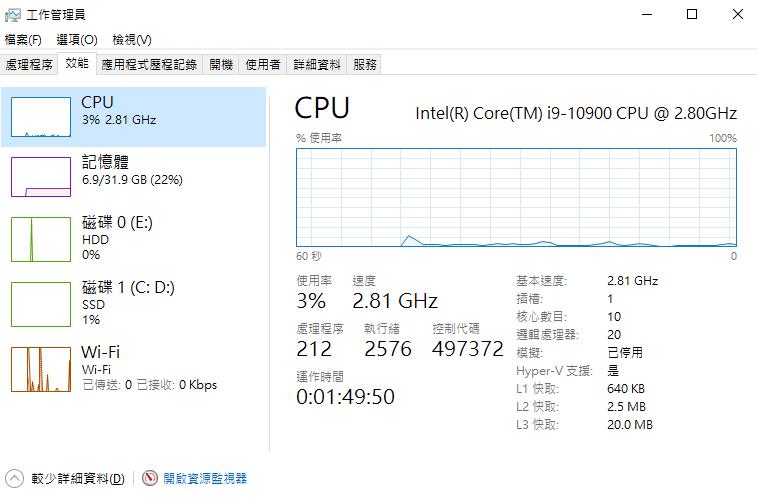 工作管理員
檔案(F) 選項(O) 檢視(V)
處理程序 效能 應用程式歷程記錄 開機 使用者 詳細資料 服務
CPU
3% 2.81 GHz
記憶體
6.9/31.9 GB (22%)
磁碟 0 (E:)
HDD
0%
磁碟 1 (C: D:)
SSD
1%
Wi-Fi
Wi-Fi
已傳送: 0 已接收: 0 Kbps
CPU
Intel(R) Core(TM) i9-10900 CPU @ 2.80GHz
% 使用率 100%
60 秒 0
使用率 速度
3% 2.81 GHz
處理程序 執行緒 控制代碼
212 2576 497372
運作時間
0:01:49:50
基本速度: 2.81 GHz
插槽: 1
核心數目: 10
邏輯處理器: 20
模擬: 已停用
Hyper-V 支援: 是
L1 快取: 640 KB
L2 快取: 2.5 MB
L3 快取: 20.0 MB
較少詳細資料(D) 開啟資源監視器